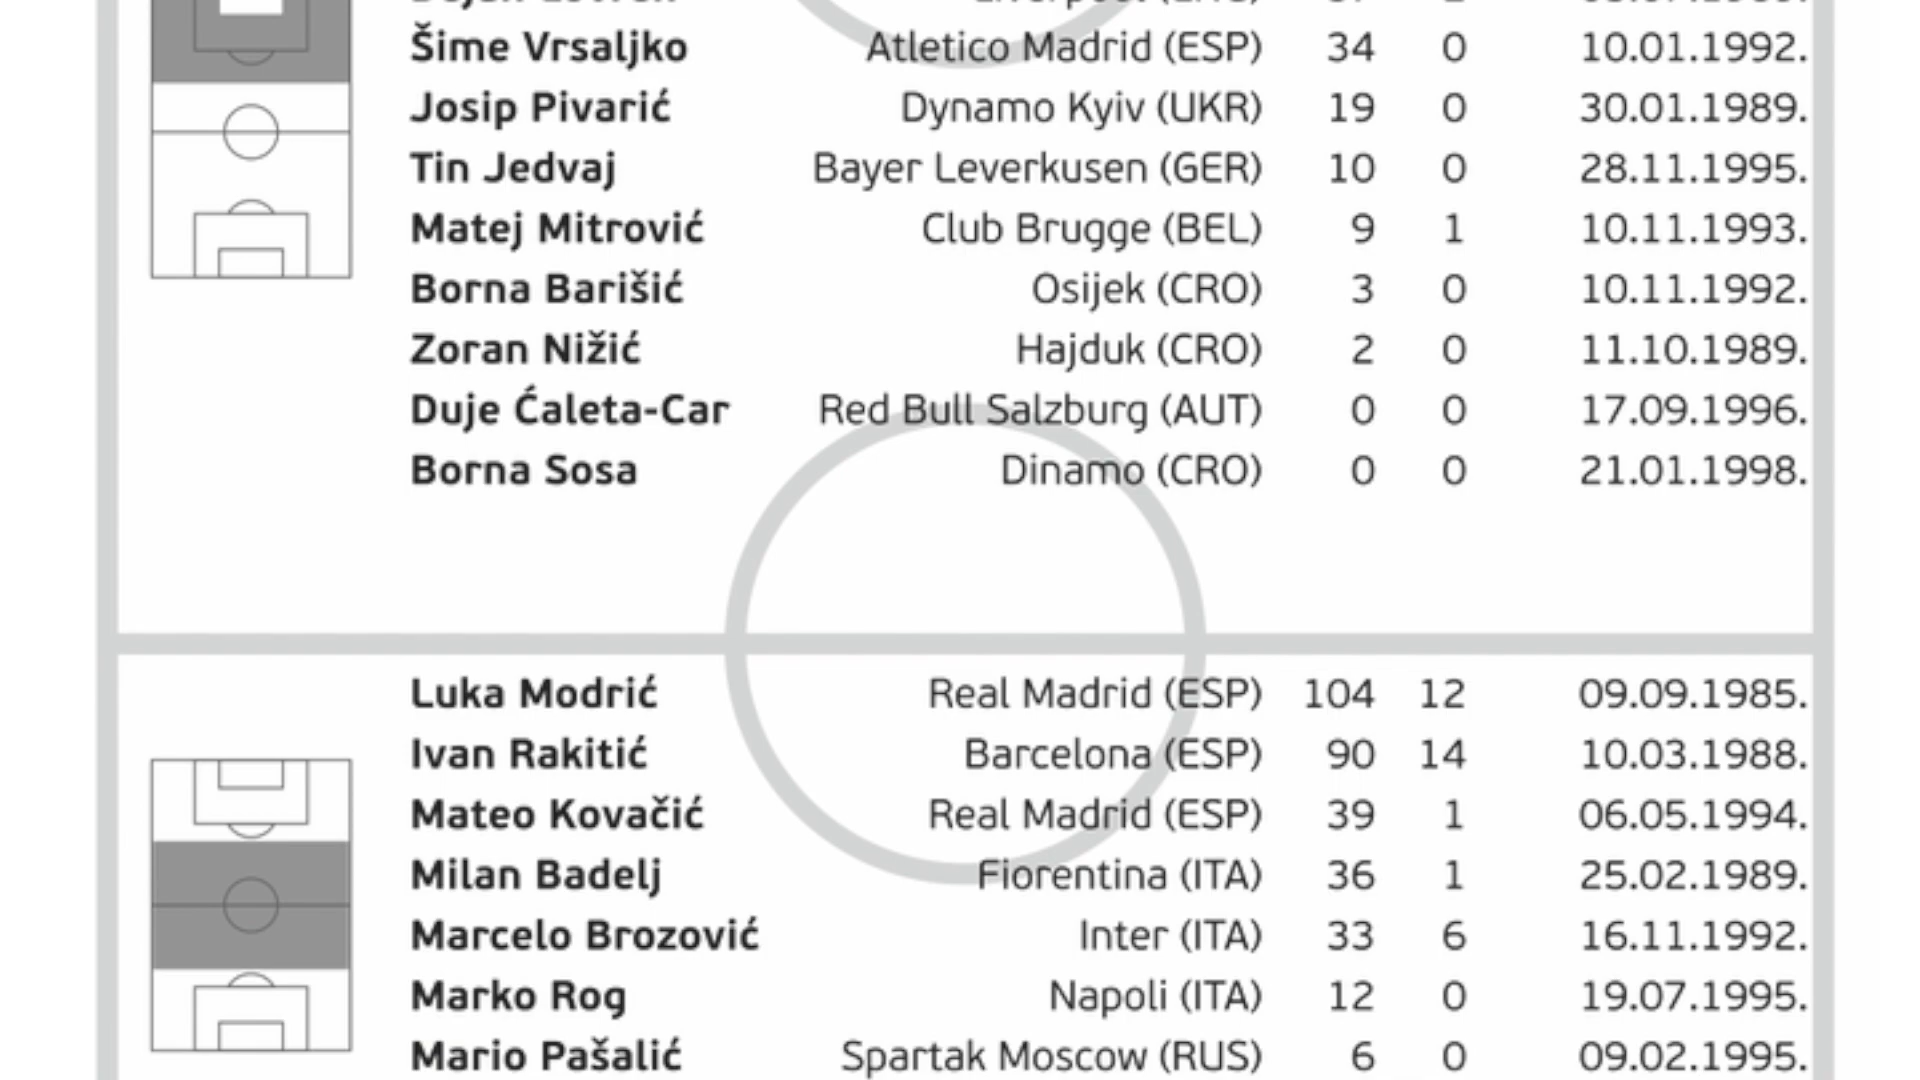 Šime Vrsaljko Atletico Madrid (ESP) 34 0 10.01.1992.
Josip Pivarić Dynamo Kyiv (UKR) 19 0 30.01.1989.
Tin Jedvaj Bayer Leverkusen (GER) 10 0 28.11.1995.
Matej Mitrović Club Brugge (BEL) 9 1 10.11.1993.
Borna Barišić Osijek (CRO) 3 0 10.11.1992.
Zoran Nižić Hajduk (CRO) 2 0 11.10.1989.
Duje Ćaleta-Car Red Bull Salzburg (AUT) 0 0 17.09.1996.
Borna Sosa Dinamo (CRO) 0 0 21.01.1998.
Luka Modrić Real Madrid (ESP) 104 12 09.09.1985.
Ivan Rakitić Barcelona (ESP) 90 14 10.03.1988.
Mateo Kovačić Real Madrid (ESP) 39 1 06.05.1994.
Milan Badelj Fiorentina (ITA) 36 1 25.02.1989.
Marcelo Brozović Inter (ITA) 33 6 16.11.1992.
Marko Rog Napoli (ITA) 12 0 19.07.1995.
Mario Pašalić Spartak Moscow (RUS) 6 0 09.02.1995.